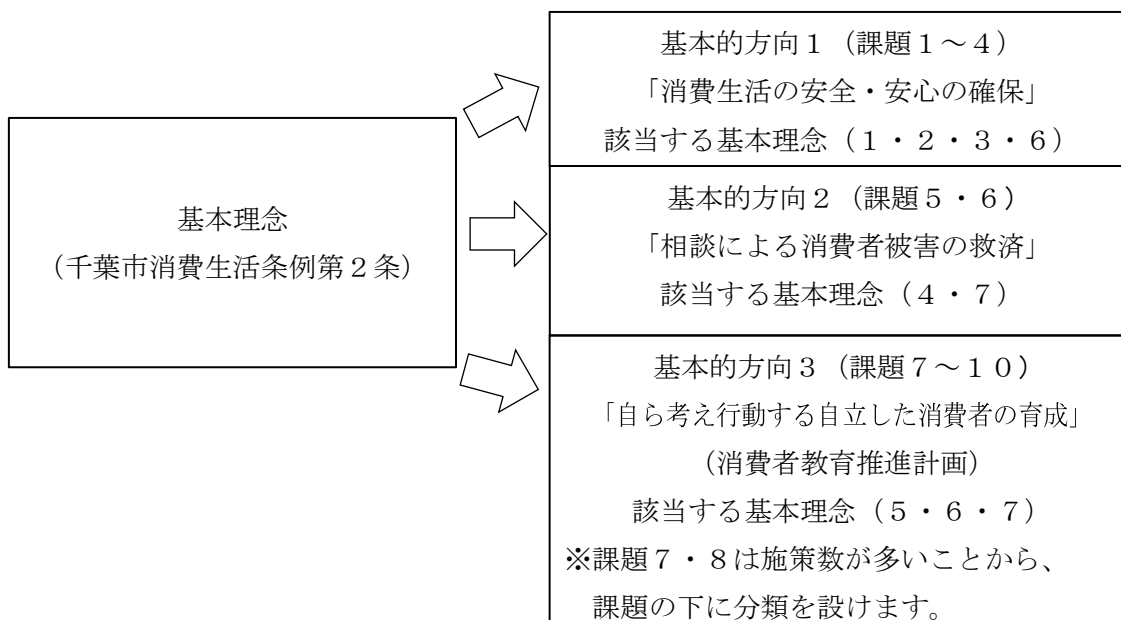 基本理念
（千葉市消費生活条例第２条）
基本的方向１（課題１～４）
「消費生活の安全・安心の確保」
該当する基本理念（１・２・３・６）
基本的方向２（課題５・６）
「相談による消費者被害の救済」
該当する基本理念（４・７）
基本的方向３（課題７～１０）
「自ら考え行動する自立した消費者の育成」
（消費者教育推進計画）
該当する基本理念（５・６・７）
※課題７・８は施策数が多いことから、
課題の下に分類を設けます。